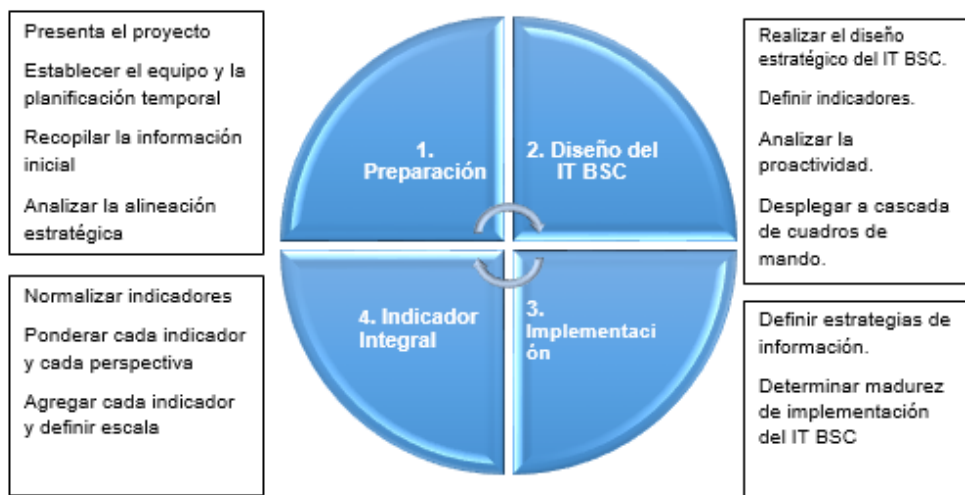 Presenta el proyecto
Establecer el equipo y la
planificación temporal
Recopilar la información
inicial
Analizar la alineación
estratégica
1.
Preparación
2. Diseño del
IT BSC
Realizar el diseño
estratégico del IT BSC.
Definir indicadores.
Analizar la
proactividad.
Desplegar a cascada
de cuadros de
mando.
Normalizar indicadores
Ponderar cada indicador
y cada perspectiva
Agregar cada indicador
y definir escala
4. Indicador
Integral
3.
Implementaci
ón
Definir estrategias de
información.
Determinar madurez
de implementación
del IT BSC